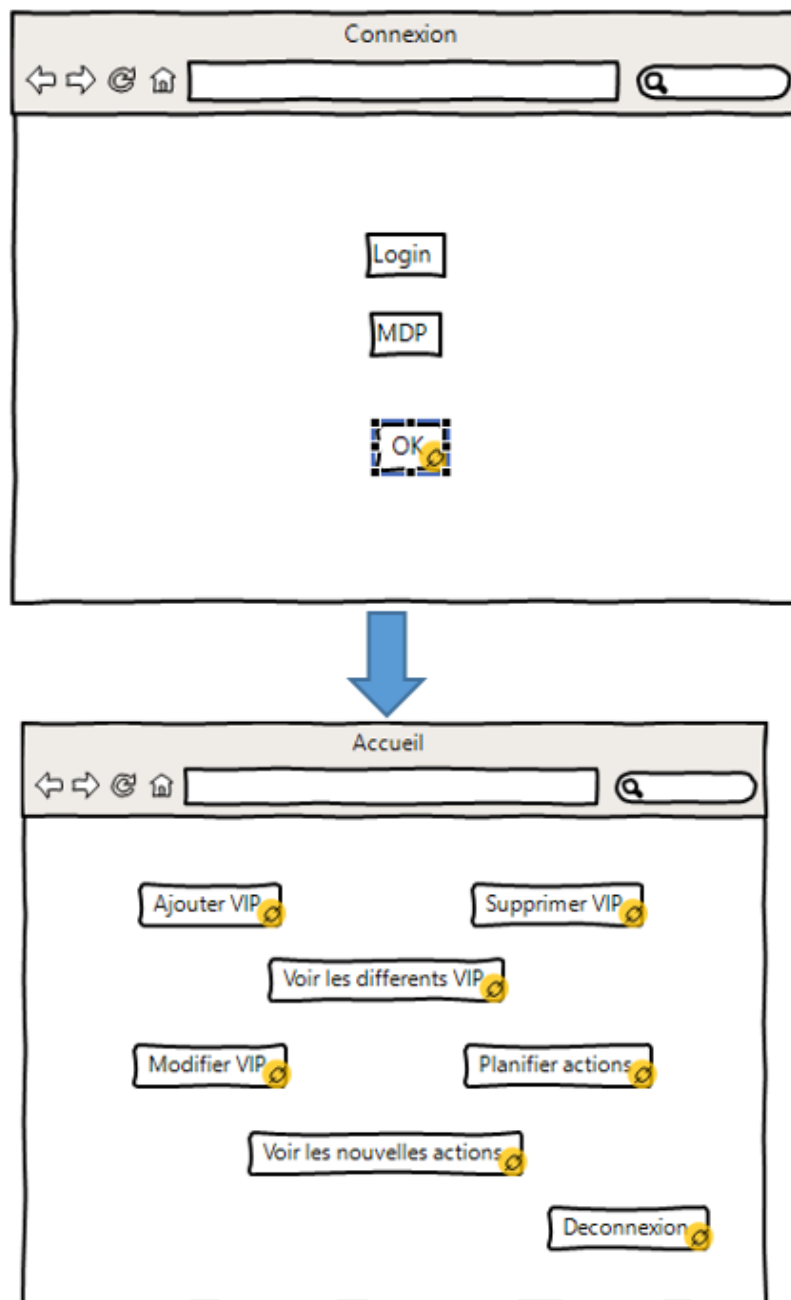 Connexion
Login
MDP
OK
Accueil
Ajouter VIP
Supprimer VIP
Voir les differents VIP
Modifier VIP
Planifier actions
Voir les nouvelles actions
Deconnexion